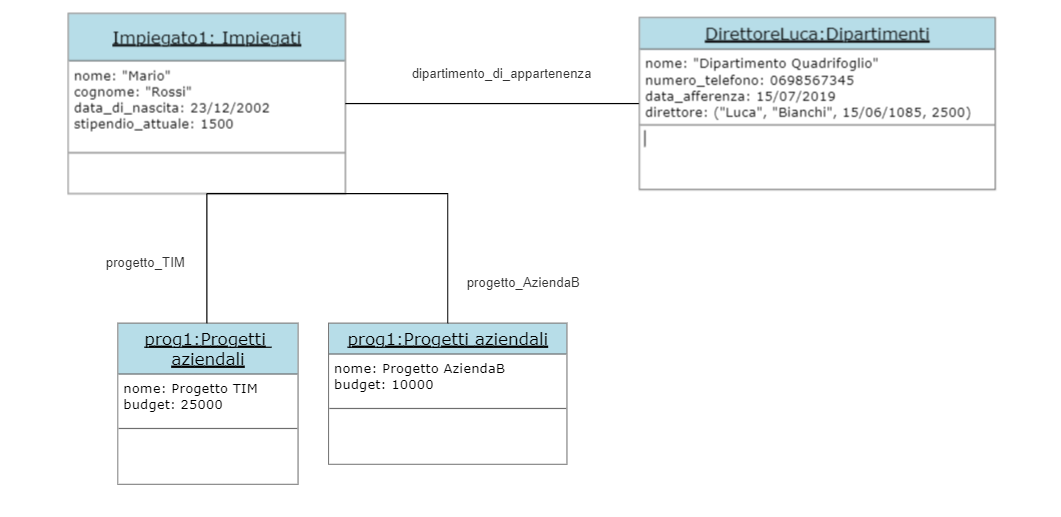 Impiegato1: Impiegati
nome: "Mario"
cognome: "Rossi"
data_di_nascita: 23/12/2002
stipendio_attuale: 1500
dipartimento_di_appartenenza
DirettoreLuca:Dipartimenti
nome: "Dipartimento Quadrifoglio"
numero_telefono: 0698567345
data_afferenza: 15/07/2019
direttore: ("Luca", "Bianchi", 15/06/1085, 2500)
progetto_TIM
progetto_AziendaB
prog1:Progetti
aziendali
nome: Progetto TIM
budget: 25000
prog1:Progetti aziendali
nome: Progetto AziendaB
budget: 10000